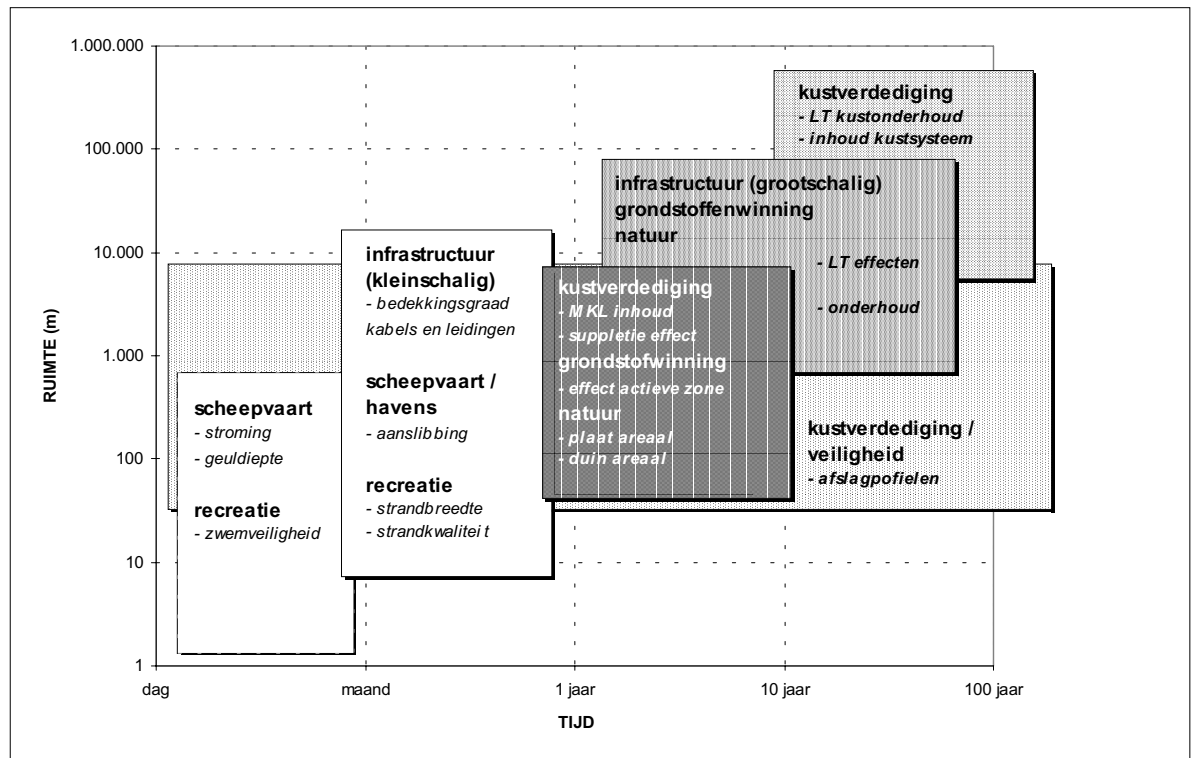 1.000.000
100.000
10.000
1.000
100
10
1
RUIMTE (m)
kustverdediging
- LT kustonderhoud
- inhoud kustsysteem
infrastructuur (grootschalig)
grondstoffenwinning
natuur
- LT effecten
- onderhoud
infrastructuur
(kleinschalig)
- bedekkingsgraad
kabels en leidingen
scheepvaart /
havens
- aanslibbing
recreatie
- strandbreedte
- strandkwaliteit
kustverdediging
- MKL inhoud
- suppletie effect
grondstofwinning
- effect actieve zone
natuur
- plaat areaal
- duin areaal
scheepvaart
- stroming
- geuldiepte
recreatie
- zwemveiligheid
kustverdediging /
veiligheid
- afslagpofielen
dag
maand
1 jaar
10 jaar
100 jaar
TIJD